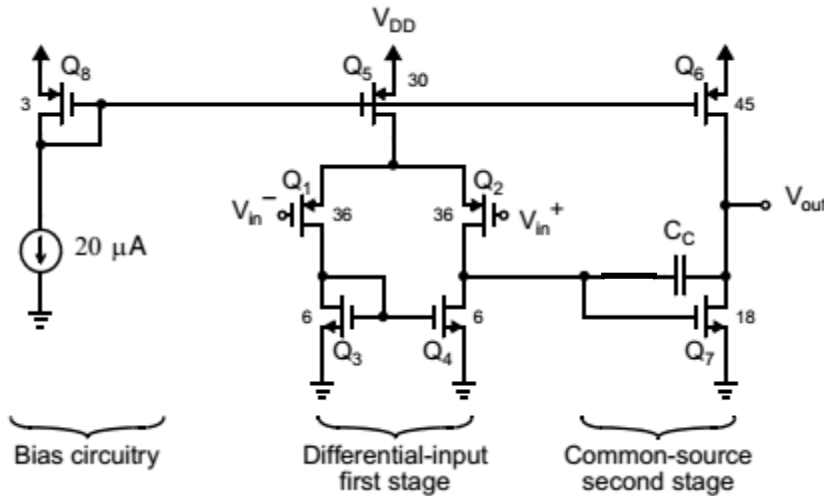 V_DD
Q_8
Q_5
Q_6
3
30
45
Q_1
Q_2
V_in^-
36
36
V_in^+
V_out
20 μA
C_C
6
6
18
Q_3
Q_4
Q_7
Bias circuitry
Differential-input
first stage
Common-source
second stage